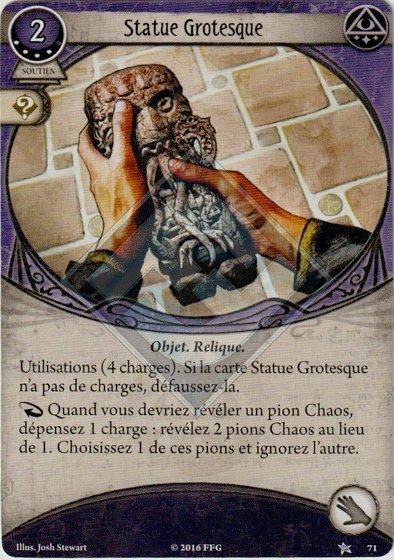 2
Statue Grotesque
SOUTIEN
?
Objet. Relique.
Utilisations (4 charges). Si la carte Statue Grotesque
n'a pas de charges, défaussez-la.
Quand vous devriez révéler un pion Chaos,
dépensez 1 charge : révélez 2 pions Chaos au lieu
de 1. Choisissez 1 de ces pions et ignorez l'autre.
Illus. Josh Stewart
© 2016 FFG
71